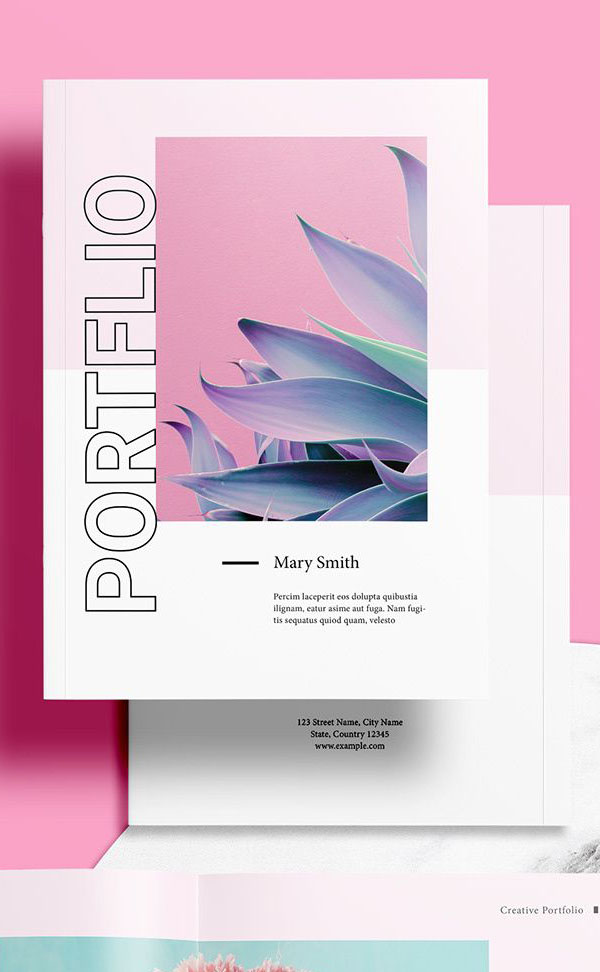 PORTFLIO
Mary Smith
Percim laceperit eos dolupta quibustia
ilignam, eatur asime aut fuga. Nam fugi-
tis sequatus quiod quam, velesto
123 Street Name, City Name
State, Country 12345
www.example.com
Creative Portfolio